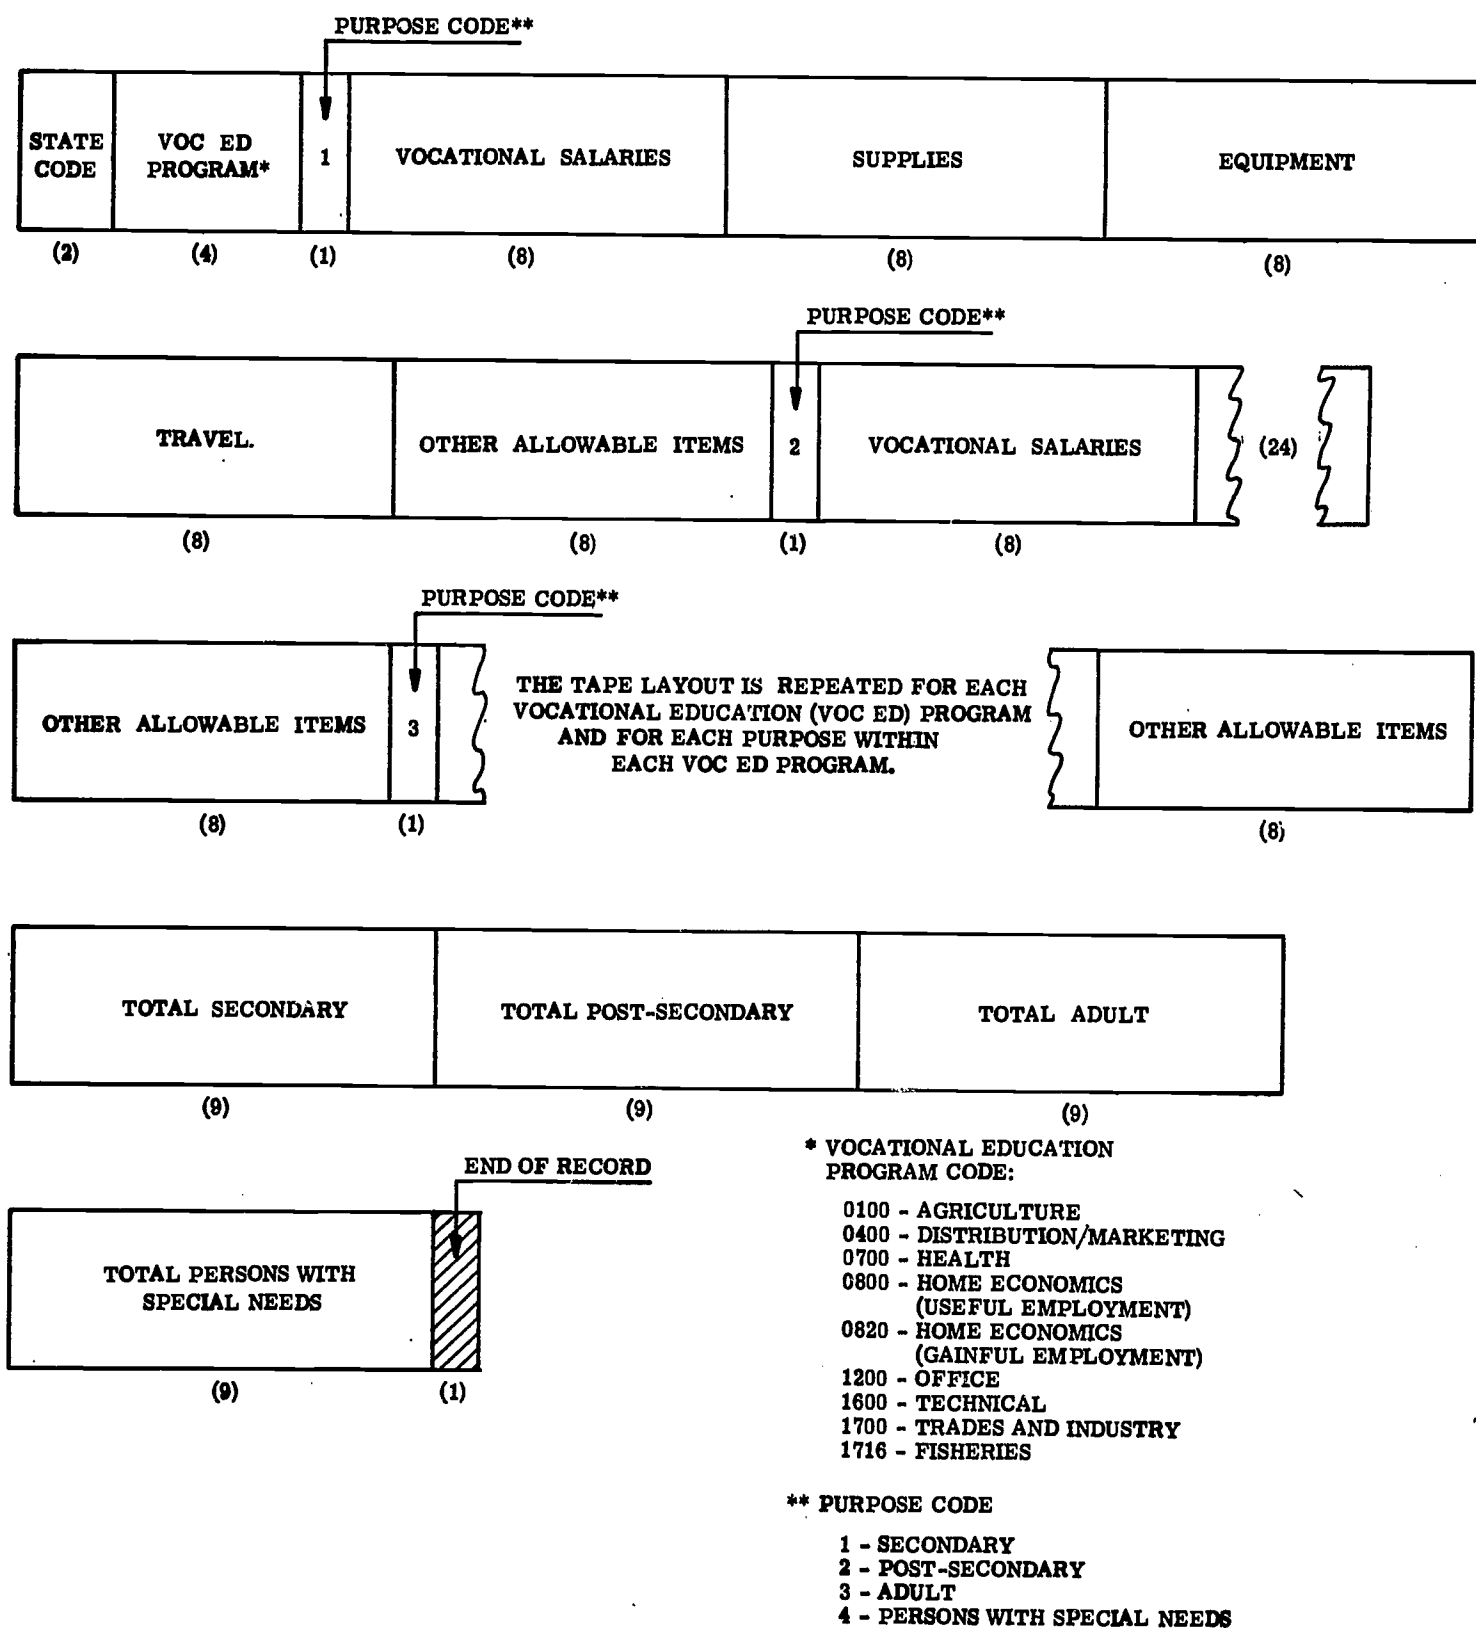 PURPOSE CODE**
STATE CODE
VOC ED PROGRAM*
1
VOCATIONAL SALARIES
SUPPLIES
EQUIPMENT
(2)
(4)
(1)
(8)
(8)
(8)
PURPOSE CODE**
TRAVEL.
OTHER ALLOWABLE ITEMS
2
VOCATIONAL SALARIES
(24)
(8)
(8)
(1)
(8)
PURPOSE CODE**
OTHER ALLOWABLE ITEMS
3
THE TAPE LAYOUT IS REPEATED FOR EACH
VOCATIONAL EDUCATION (VOC ED) PROGRAM
AND FOR EACH PURPOSE WITHIN
EACH VOC ED PROGRAM.
OTHER ALLOWABLE ITEMS
(8)
(1)
(8)
TOTAL SECONDARY
TOTAL POST-SECONDARY
TOTAL ADULT
(9)
(9)
(9)
END OF RECORD
TOTAL PERSONS WITH
SPECIAL NEEDS
(9)
(1)
* VOCATIONAL EDUCATION
PROGRAM CODE:
0100 - AGRICULTURE
0400 - DISTRIBUTION/MARKETING
0700 - HEALTH
0800 - HOME ECONOMICS
(USEFUL EMPLOYMENT)
0820 - HOME ECONOMICS
(GAINFUL EMPLOYMENT)
1200 - OFFICE
1600 - TECHNICAL
1700 - TRADES AND INDUSTRY
1716 - FISHERIES
** PURPOSE CODE
1 - SECONDARY
2 - POST-SECONDARY
3 - ADULT
4 - PERSONS WITH SPECIAL NEEDS